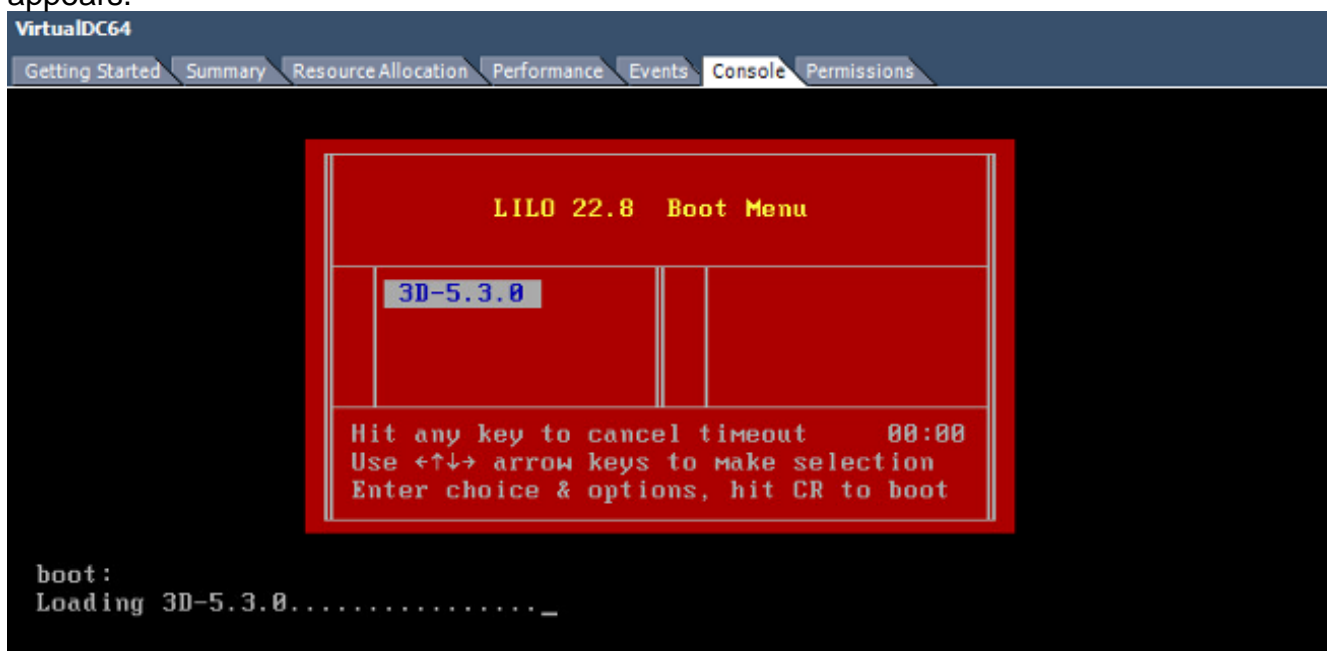 appears.
VirtualDC64
Getting Started Summary Resource Allocation Performance Events Console Permissions
LILO 22.8 Boot Menu
3D-5.3.0
Hit any key to cancel timeout 00:00
Use ←↑↓→ arrow keys to make selection
Enter choice & options, hit CR to boot
boot:
Loading 3D-5.3.0................_